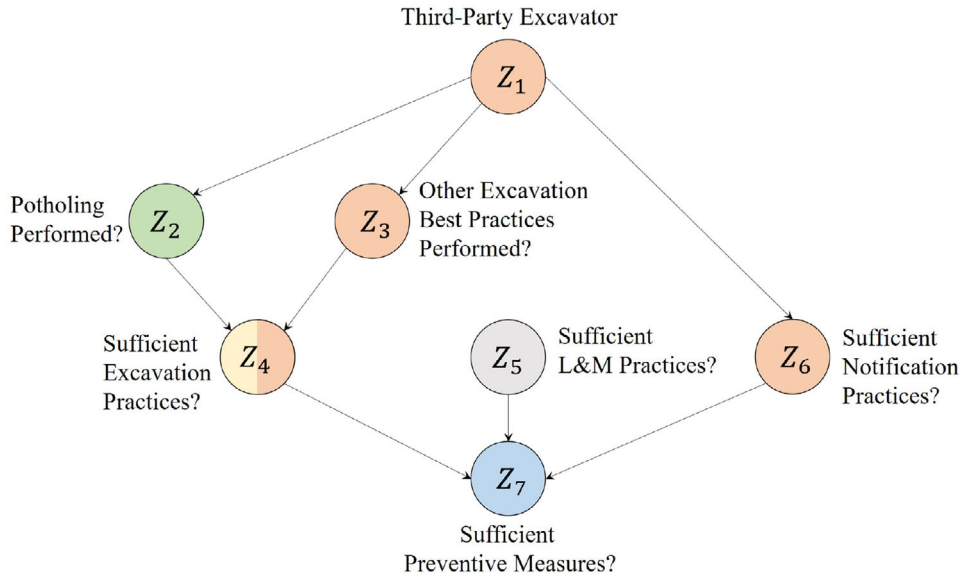 Third-Party Excavator
Z₁
Potholing
Performed?
Z₂
Z₃
Other Excavation
Best Practices
Performed?
Sufficient
Excavation
Practices?
Z₄
Z₅
Sufficient
L&M Practices?
Z₆
Sufficient
Notification
Practices?
Z₇
Sufficient
Preventive Measures?